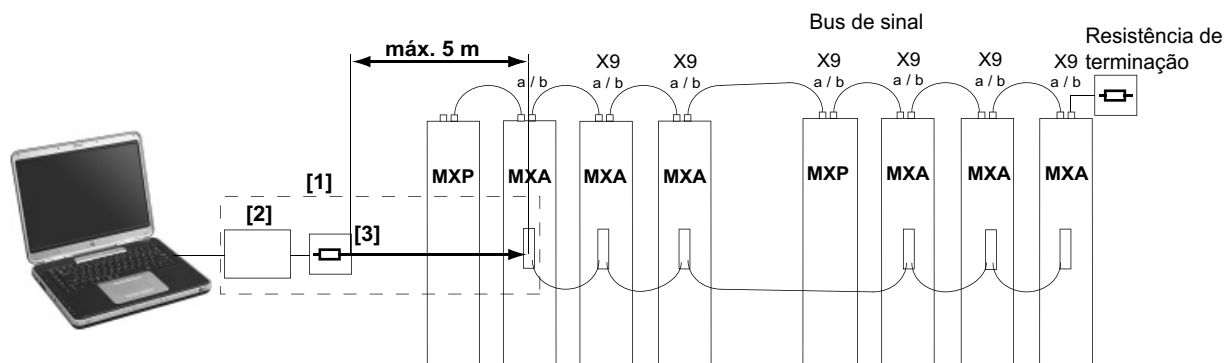 Bus de sinal
Resistência de
terminação
máx. 5 m
X9
X9
X9
X9
X9
X9
a / b
a / b
a / b
a / b
a / b
a / b
a / b
MXP
MXA
MXA
MXA
MXP
MXA
MXA
MXA
[1]
[2]
[3]